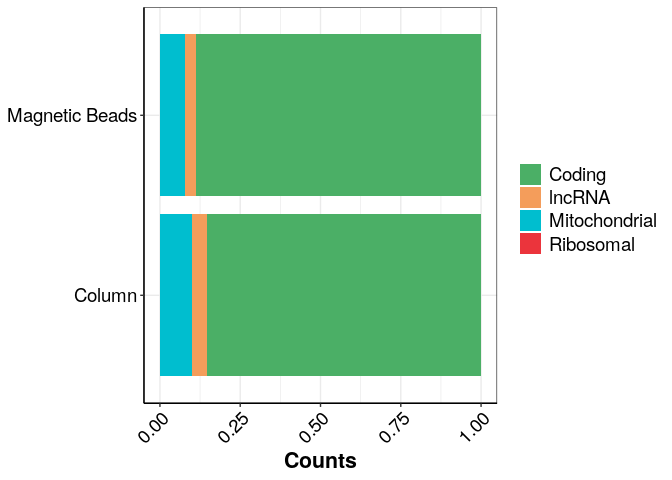 Magnetic Beads
Column
0.00
0.25
0.50
0.75
1.00
Counts
Coding
lncRNA
Mitochondrial
Ribosomal